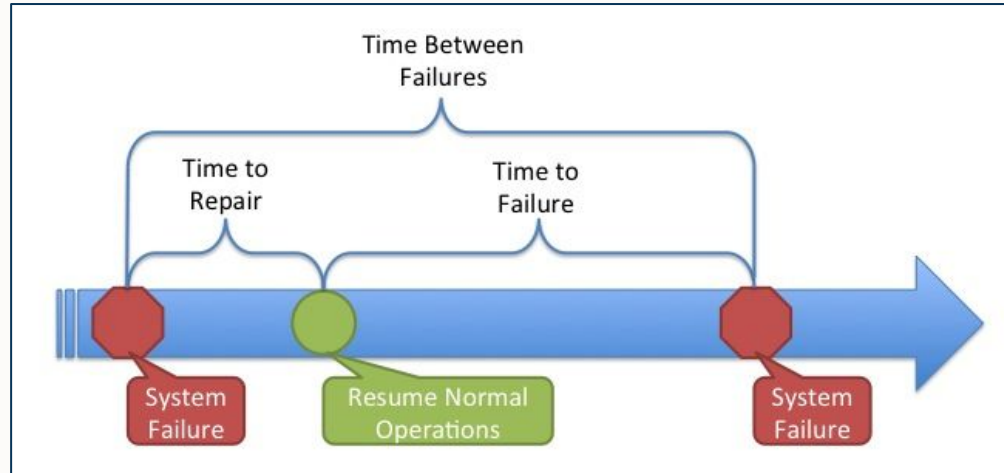 Time Between
Failures
Time to
Repair
Time to
Failure
System
Failure
Resume Normal
Operations
System
Failure